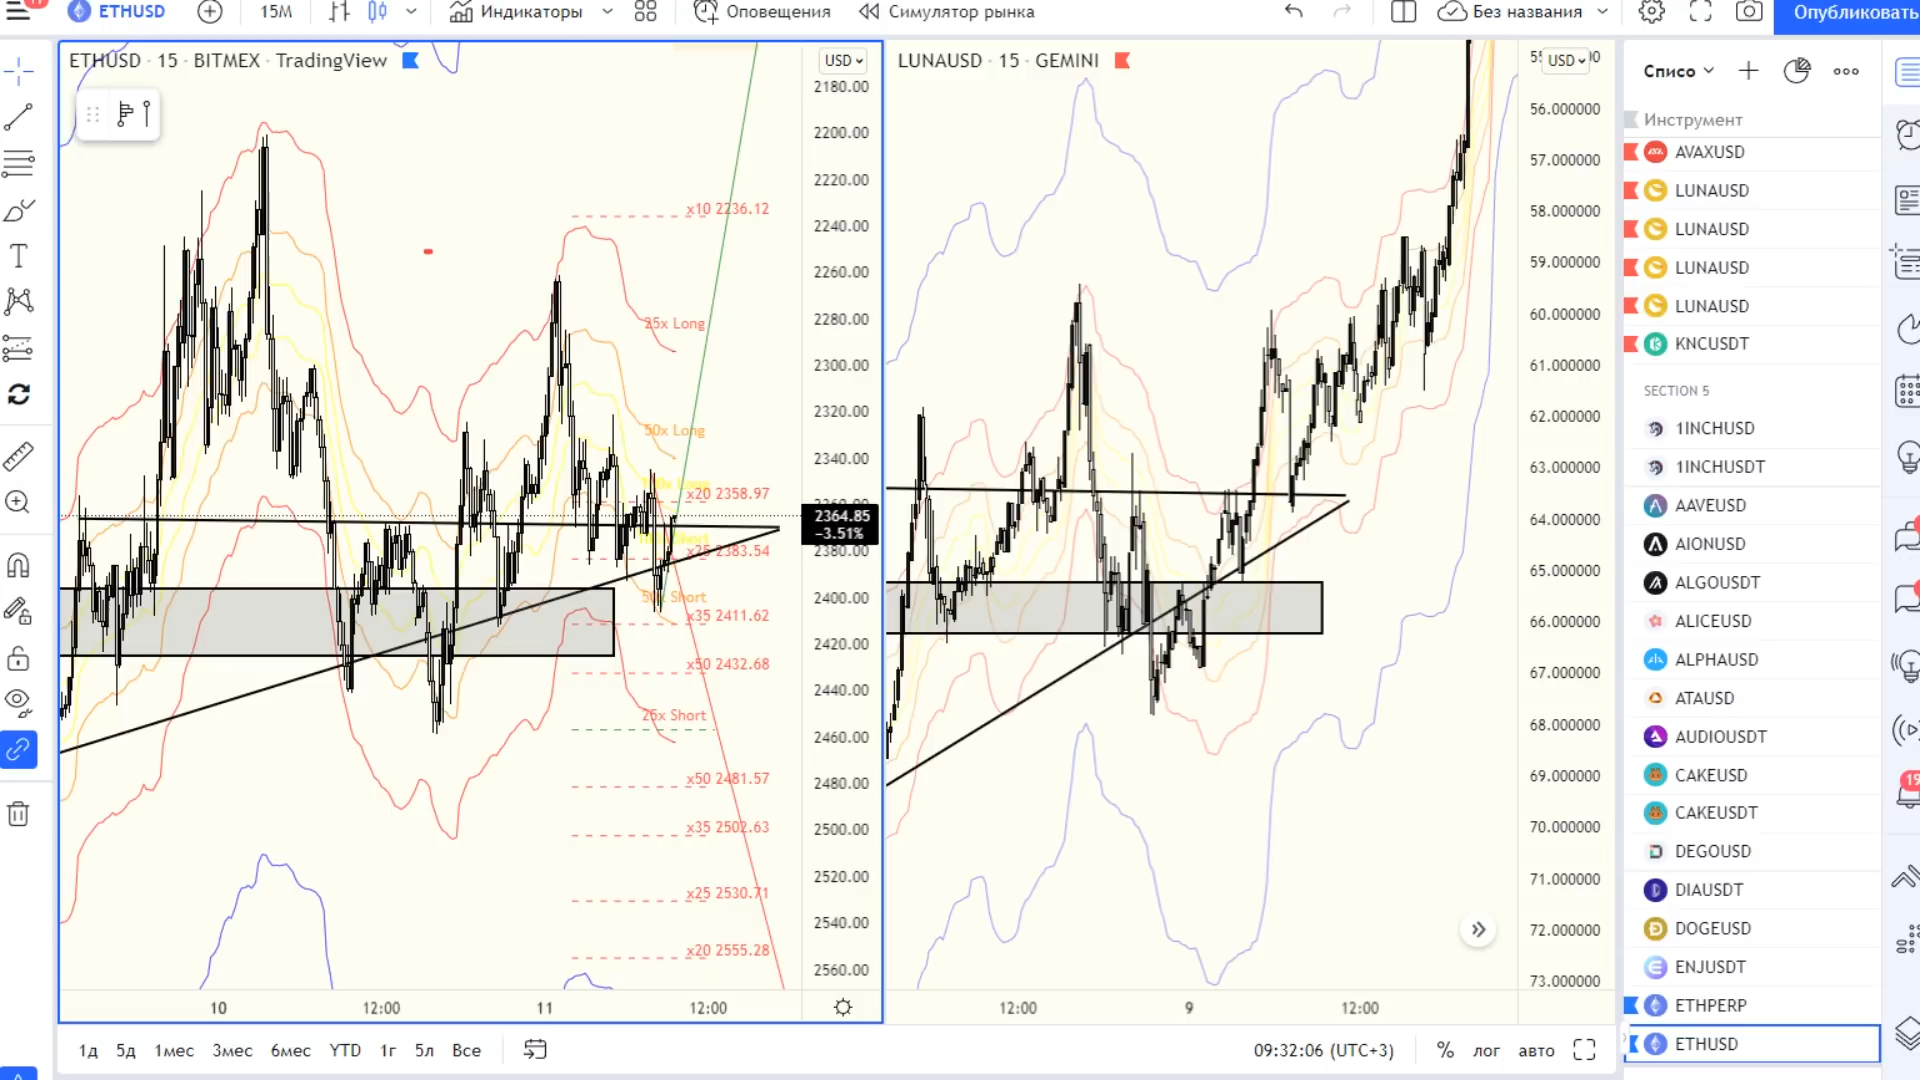 11
ETHUSD
15М
Индикаторы
Оповещения
Симулятор рынка
Без названия
Опубликовать
ETHUSD · 15 · BITMEX · TradingView
USD
2180.00
2200.00
2220.00
2240.00
2260.00
2280.00
2300.00
2320.00
2340.00
2364.85
−3.51%
2380.00
2400.00
2420.00
2440.00
2460.00
2480.00
2500.00
2520.00
2540.00
2560.00
x10 2236.12
25x Long
50x Long
x20 2358.97
x25 2383.54
50x Short
x35 2411.62
x50 2432.68
25x Short
x50 2481.57
x35 2502.63
x25 2530.71
x20 2555.28
10
12:00
11
12:00
LUNAUSD · 15 · GEMINI
USD
56.000000
57.000000
58.000000
59.000000
60.000000
61.000000
62.000000
63.000000
64.000000
65.000000
66.000000
67.000000
68.000000
69.000000
70.000000
71.000000
72.000000
73.000000
12:00
9
12:00
Списо
Инструмент
AVAXUSD
LUNAUSD
LUNAUSD
LUNAUSD
LUNAUSD
KNCUSDT
SECTION 5
1INCHUSD
1INCHUSDT
AAVEUSD
AIONUSD
ALGOUSDT
ALICEUSD
ALPHAUSD
ATAUSD
AUDIOUSDT
CAKEUSD
CAKEUSDT
DEGOUSD
DIAUSDT
DOGEUSD
ENJUSDT
ETHPERP
ETHUSD
19
1д
5д
1мес
3мес
6мес
YTD
1г
5л
Все
09:32:06 (UTC+3)
%
лог
авто